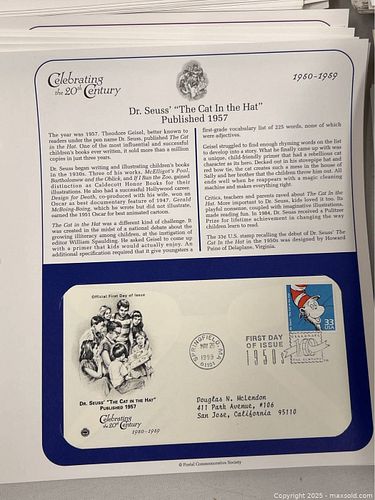 Celebrating
the 20th Century
1950-1959
Dr. Seuss' "The Cat In the Hat"
Published 1957
The year was 1957. Theodore Geisel, better known to
readers under the pen name Dr. Seuss, published The Cat
in the Hat. One of the most influential and successful
children's books ever written, it sold more than a million
copies in just three years.
Dr. Seuss began writing and illustrating children's books
in the 1930s. Three of his works, McElligot's Pool,
Bartholomew and the Oobleck, and If I Ran the Zoo, gained
distinction as Caldecott Honor Books for their
illustrations. He also had a successful Hollywood career.
Design for Death, co-produced with his wife, won an
Oscar as best documentary feature of 1947. Gerald
McBoing-Boing, which he wrote but did not illustrate,
earned the 1951 Oscar for best animated cartoon.
The Cat in the Hat was a different kind of challenge. It
was created in the midst of a national debate about the
growing illiteracy among children, at the instigation of
editor William Spaulding. He asked Geisel to come up
with a primer that kids would actually enjoy. An
additional specification required that it give youngsters a
first-grade vocabulary list of 225 words, none of which
were adjectives.
Geisel struggled to find enough rhyming words on the list
to develop into a story. What he finally came up with was
a unique, child-friendly primer that had a rebellious cat
character as its hero. Decked out in his stovepipe hat and
red bow tie, the cat creates such a mess in the home of
Sally and her brother that the children throw him out. All
ends well when he reappears with a magic cleaning
machine and makes everything right.
Critics, teachers and parents raved about The Cat In the
Hat. More important to Dr. Seuss, kids loved it too. Its
playful nonsense, coupled with imaginative illustrations,
made reading fun. In 1984, Dr. Seuss received a Pulitzer
Prize for lifetime achievement in changing the way
children learn to read.
The 33¢ U.S. stamp recalling the debut of Dr. Seuss' The
Cat in the Hat in the 1950s was designed by Howard
Paine of Delaplane, Virginia.
Official First Day of Issue
Dr. Seuss' "The Cat in the Hat"
Published 1957
Celebrating
the 20th Century
1950-1959
SPRINGFIELD, MA
MAY 26
1999
01101
FIRST DAY
OF ISSUE
1950s
33
USA
Douglas N. McLendon
411 Park Avenue, #106
San Jose, California 95110
© Postal Commemorative Society
Copyright 2025 - maxsold.com